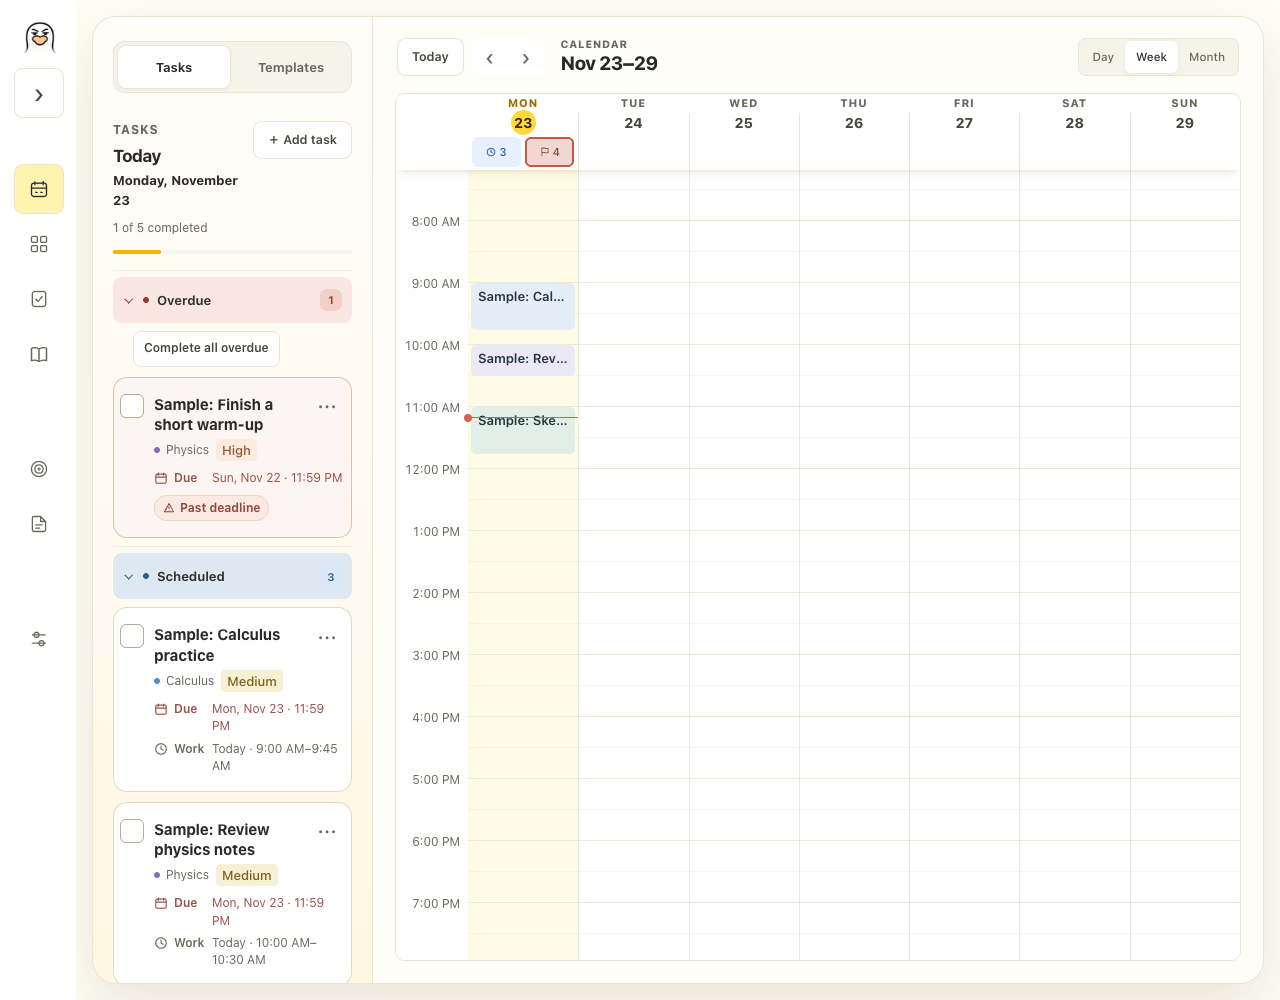 Tasks
Templates
TASKS
Today
Monday, November
23
+ Add task
1 of 5 completed
Overdue
1
Complete all overdue
Sample: Finish a
short warm-up
Physics
High
Due
Sun, Nov 22 · 11:59 PM
Past deadline
Scheduled
3
Sample: Calculus
practice
Calculus
Medium
Due
Mon, Nov 23 · 11:59
PM
Work
Today · 9:00 AM–9:45
AM
Sample: Review
physics notes
Physics
Medium
Due
Mon, Nov 23 · 11:59
PM
Work
Today · 10:00 AM–
10:30 AM
Today
CALENDAR
Nov 23–29
Day
Week
Month
MON
23
TUE
24
WED
25
THU
26
FRI
27
SAT
28
SUN
29
3
4
8:00 AM
9:00 AM
10:00 AM
11:00 AM
12:00 PM
1:00 PM
2:00 PM
3:00 PM
4:00 PM
5:00 PM
6:00 PM
7:00 PM
Sample: Cal...
Sample: Rev...
Sample: Ske...